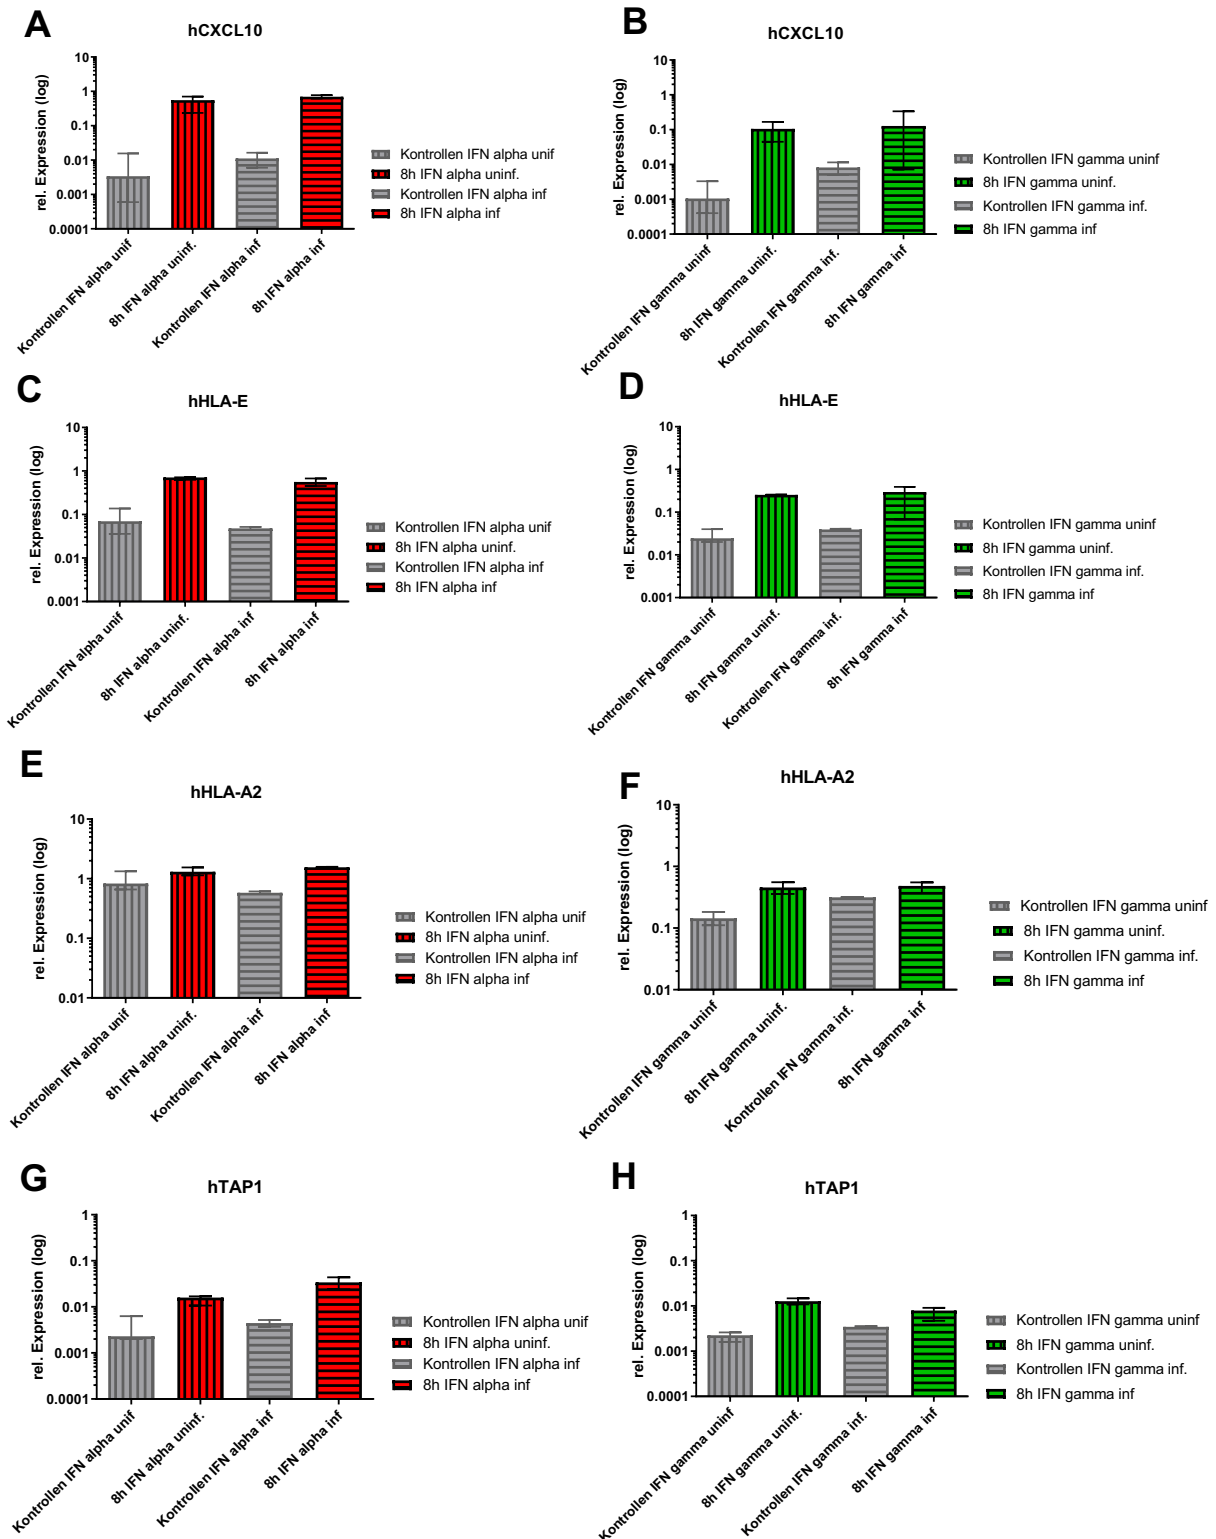 A
hCXCL10
rel. Expression (log)
10
1
0.1
0.01
0.001
0.0001
Kontrollen IFN alpha unif
8h IFN alpha uninf.
Kontrollen IFN alpha inf
8h IFN alpha inf
Kontrollen IFN alpha unif
8h IFN alpha uninf.
Kontrollen IFN alpha inf
8h IFN alpha inf
B
hCXCL10
rel. Expression (log)
10
1
0.1
0.01
0.001
0.0001
Kontrollen IFN gamma uninf
8h IFN gamma uninf.
Kontrollen IFN gamma inf.
8h IFN gamma inf
Kontrollen IFN gamma uninf
8h IFN gamma uninf.
Kontrollen IFN gamma inf.
8h IFN gamma inf
C
hHLA-E
rel. Expression (log)
10
1
0.1
0.01
0.001
Kontrollen IFN alpha unif
8h IFN alpha uninf.
Kontrollen IFN alpha inf
8h IFN alpha inf
Kontrollen IFN alpha unif
8h IFN alpha uninf.
Kontrollen IFN alpha inf
8h IFN alpha inf
D
hHLA-E
rel. Expression (log)
10
1
0.1
0.01
0.001
Kontrollen IFN gamma uninf
8h IFN gamma uninf.
Kontrollen IFN gamma inf.
8h IFN gamma inf
Kontrollen IFN gamma uninf
8h IFN gamma uninf.
Kontrollen IFN gamma inf.
8h IFN gamma inf
E
hHLA-A2
rel. Expression (log)
10
1
0.1
0.01
Kontrollen IFN alpha unif
8h IFN alpha uninf.
Kontrollen IFN alpha inf
8h IFN alpha inf
Kontrollen IFN alpha unif
8h IFN alpha uninf.
Kontrollen IFN alpha inf
8h IFN alpha inf
F
hHLA-A2
rel. Expression (log)
10
1
0.1
0.01
Kontrollen IFN gamma uninf
8h IFN gamma uninf.
Kontrollen IFN gamma inf.
8h IFN gamma inf
Kontrollen IFN gamma uninf
8h IFN gamma uninf.
Kontrollen IFN gamma inf.
8h IFN gamma inf
G
hTAP1
rel. Expression (log)
1
0.1
0.01
0.001
0.0001
Kontrollen IFN alpha unif
8h IFN alpha uninf.
Kontrollen IFN alpha inf
8h IFN alpha inf
Kontrollen IFN alpha unif
8h IFN alpha uninf.
Kontrollen IFN alpha inf
8h IFN alpha inf
H
hTAP1
rel. Expression (log)
1
0.1
0.01
0.001
0.0001
Kontrollen IFN gamma uninf
8h IFN gamma uninf.
Kontrollen IFN gamma inf.
8h IFN gamma inf
Kontrollen IFN gamma uninf
8h IFN gamma uninf.
Kontrollen IFN gamma inf.
8h IFN gamma inf